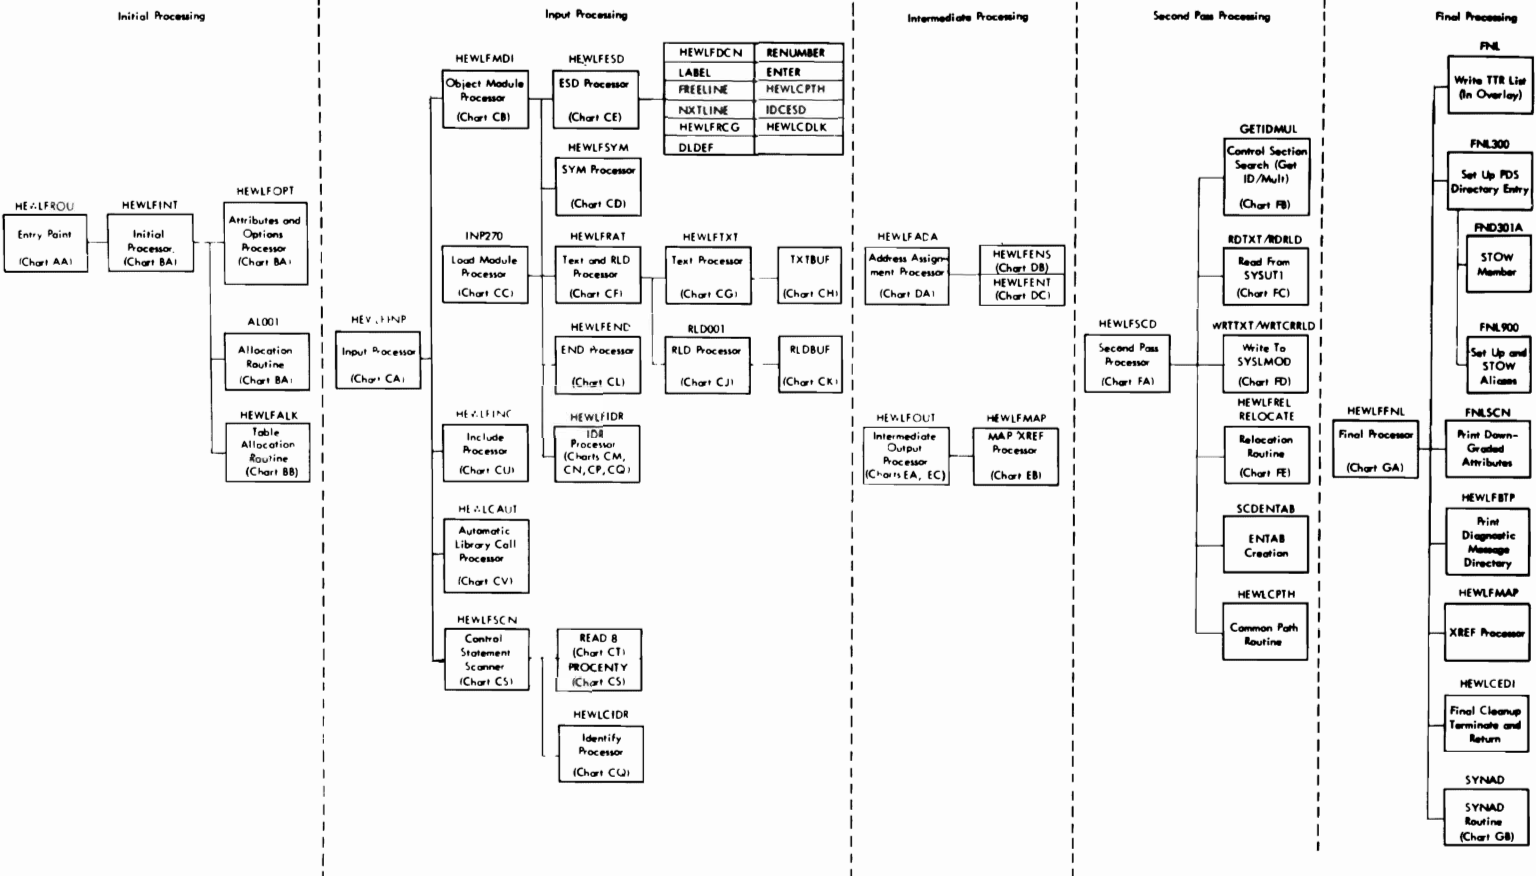 Initial Processing
Input Processing
Intermediate Processing
Second Pass Processing
Final Processing
HEWLFROU
Entry Point
(Chart AA)
HEWLFINT
Initial
Processor.
(Chart BA)
HEWLFOPT
Attributes and
Options
Processor
(Chart BA)
AL001
Allocation
Routine
(Chart BA)
HEWLFALK
Table
Allocation
Routine
(Chart BB)
HEWLFINP
Input Processor
(Chart CA)
HEWLFMDI
Object Module
Processor
(Chart CB)
HEWLFESD
ESD Processor
(Chart CE)
HEWLFDCN RENUMBER
LABEL ENTER
FREELINE HEWLCPTH
NXTLINE IDCESD
HEWLFRCG HEWLCDLK
DLDEF
HEWLFSYM
SYM Processor
(Chart CD)
INP270
Load Module
Processor
(Chart CC)
HEWLFRAT
Text and RLD
Processor
(Chart CF)
HEWLFTXT
Text Processor
(Chart CG)
TXTBUF
(Chart CH)
HEWLFEND
END Processor
(Chart CL)
RLD001
RLD Processor
(Chart CJ)
RLDBUF
(Chart CK)
HEWLFINC
Include
Processor
(Chart CU)
HEWLFIDR
IDR
Processor
(Charts CM,
CN, CP, CQ)
HEWLCAUT
Automatic
Library Call
Processor
(Chart CV)
HEWLFSCN
Control
Statement
Scanner
(Chart CS)
READ 8
(Chart CT)
PROCENTY
(Chart CS)
HEWLCIDR
Identify
Processor
(Chart CQ)
HEWLFADA
Address Assign-
ment Processor
(Chart DA)
HEWLFENS
(Chart DB)
HEWLFENT
(Chart DC)
HEWLFOUT
Intermediate
Output
Processor
(Charts EA, EC)
HEWLFMAP
MAP XREF
Processor
(Chart EB)
HEWLFSCD
Second Pass
Processor
(Chart FA)
GETIDMUL
Control Section
Search (Get
ID/Mult)
(Chart FB)
RDTXT/RDRLD
Read From
SYSUT1
(Chart FC)
WRTTXT/WRTCRRLD
Write To
SYSLMOD
(Chart FD)
HEWLFREL
RELOCATE
Relocation
Routine
(Chart FE)
SCDENTAB
ENTAB
Creation
HEWLCPTH
Common Path
Routine
HEWLFFNL
Final Processor
(Chart GA)
FNL
Write TTR List
(In Overlay)
FNL300
Set Up PDS
Directory Entry
FND301A
STOW
Member
FNL900
Set Up and
STOW
Aliases
FNLSCN
Print Down-
Graded
Attributes
HEWLFBTP
Print
Diagnostic
Message
Directory
HEWLFMAP
XREF Processor
HEWLCEDI
Final Cleanup
Terminate and
Return
SYNAD
SYNAD
Routine
(Chart GB)